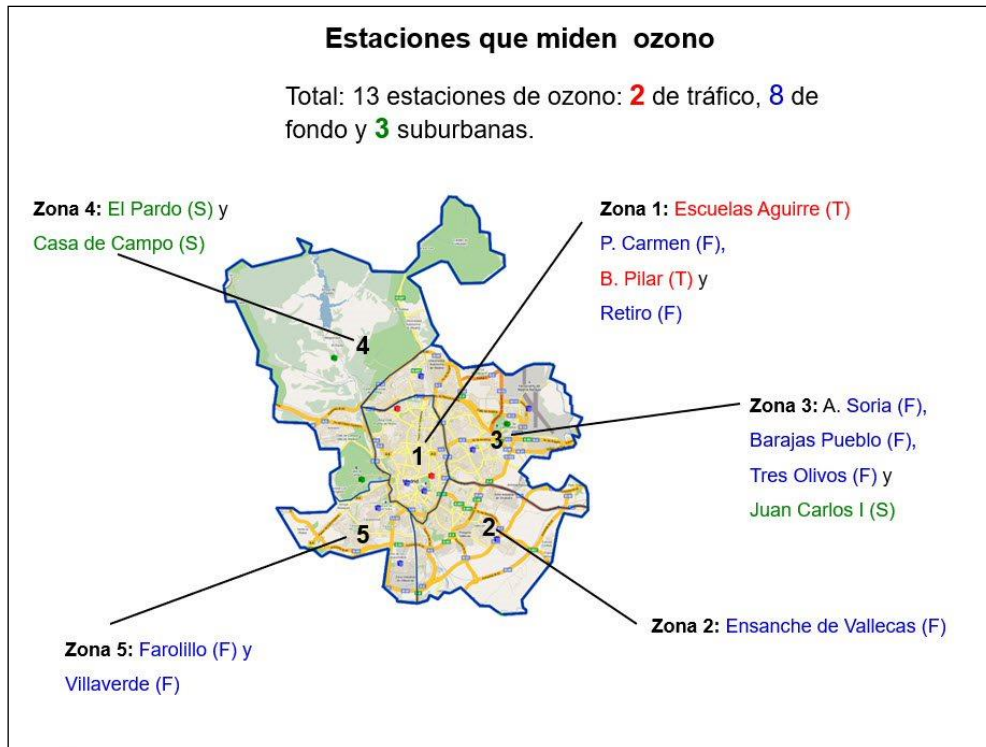 Estaciones que miden ozono
Total: 13 estaciones de ozono: 2 de tráfico, 8 de
fondo y 3 suburbanas.
Zona 4: El Pardo (S) y
Casa de Campo (S)
Zona 1: Escuelas Aguirre (T)
P. Carmen (F),
B. Pilar (T) y
Retiro (F)
4
Zona 3: A. Soria (F),
Barajas Pueblo (F),
Tres Olivos (F) y
Juan Carlos I (S)
3
1
2
5
Zona 2: Ensanche de Vallecas (F)
Zona 5: Farolillo (F) y
Villaverde (F)